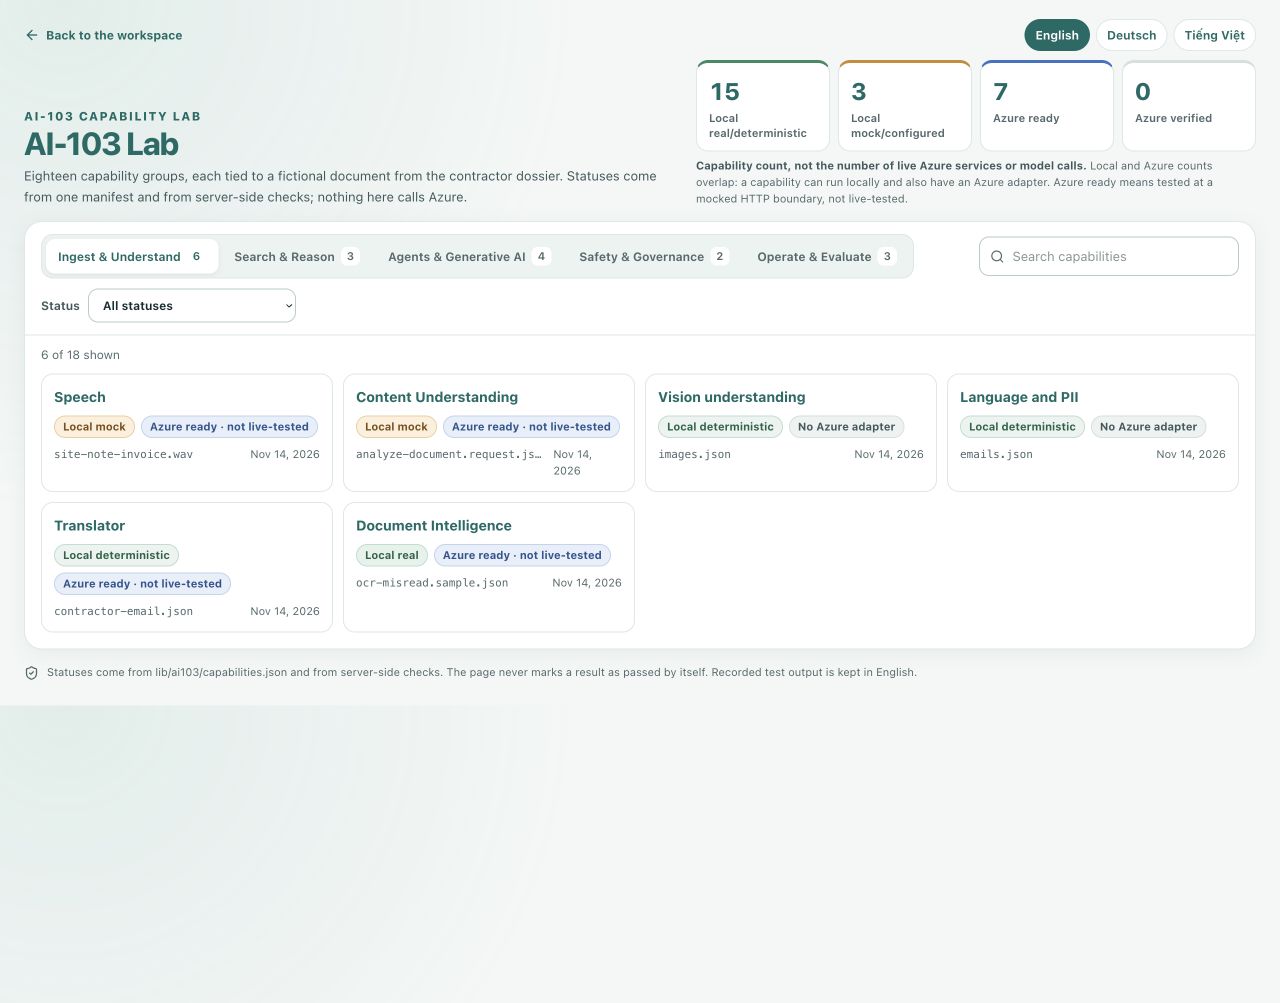 Back to the workspace
English
Deutsch
Tiếng Việt
AI-103 CAPABILITY LAB
AI-103 Lab
Eighteen capability groups, each tied to a fictional document from the contractor dossier. Statuses come
from one manifest and from server-side checks; nothing here calls Azure.
15
Local
real/deterministic
3
Local
mock/configured
7
Azure ready
0
Azure verified
Capability count, not the number of live Azure services or model calls. Local and Azure counts
overlap: a capability can run locally and also have an Azure adapter. Azure ready means tested at a
mocked HTTP boundary, not live-tested.
Ingest & Understand 6
Search & Reason 3
Agents & Generative AI 4
Safety & Governance 2
Operate & Evaluate 3
Search capabilities
Status
All statuses
6 of 18 shown
Speech
Local mock
Azure ready · not live-tested
site-note-invoice.wav
Nov 14, 2026
Content Understanding
Local mock
Azure ready · not live-tested
analyze-document.request.js…
Nov 14,
2026
Vision understanding
Local deterministic
No Azure adapter
images.json
Nov 14, 2026
Language and PII
Local deterministic
No Azure adapter
emails.json
Nov 14, 2026
Translator
Local deterministic
Azure ready · not live-tested
contractor-email.json
Nov 14, 2026
Document Intelligence
Local real
Azure ready · not live-tested
ocr-misread.sample.json
Nov 14, 2026
Statuses come from lib/ai103/capabilities.json and from server-side checks. The page never marks a result as passed by itself. Recorded test output is kept in English.